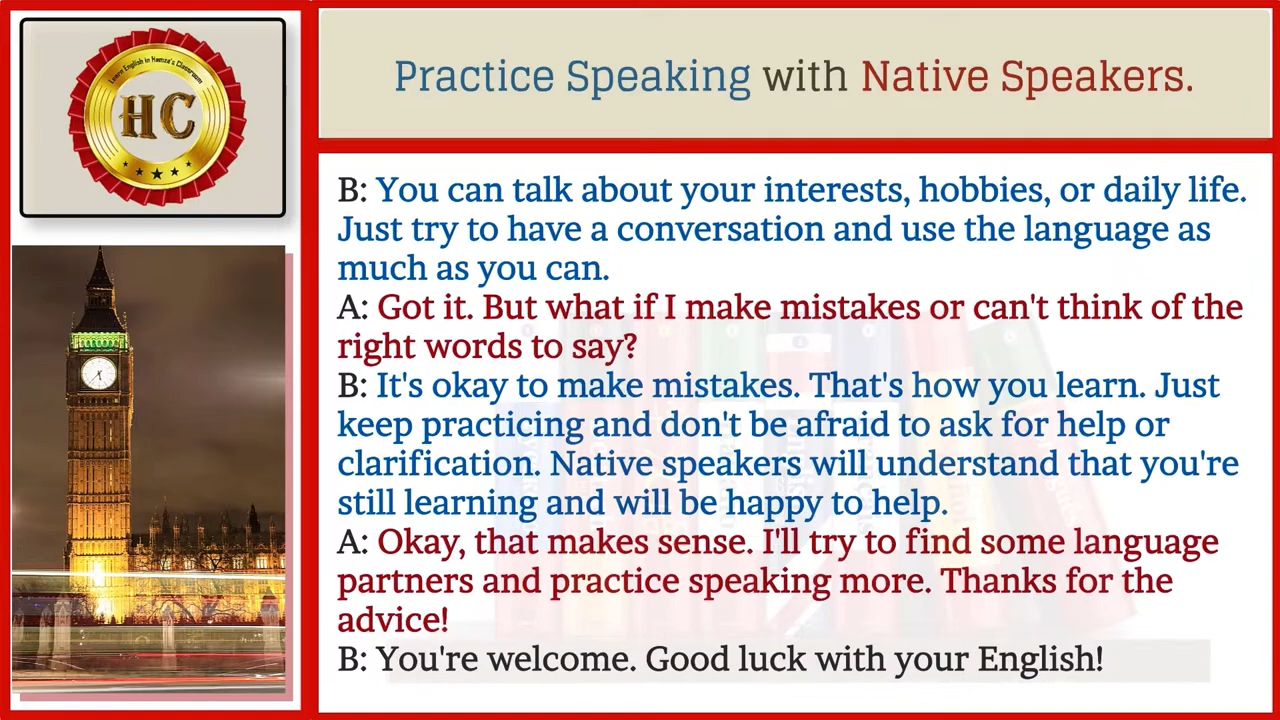 Learn English in Hamza's Classroom
HC
Practice Speaking with Native Speakers.
B: You can talk about your interests, hobbies, or daily life.
Just try to have a conversation and use the language as
much as you can.
A: Got it. But what if I make mistakes or can't think of the
right words to say?
B: It's okay to make mistakes. That's how you learn. Just
keep practicing and don't be afraid to ask for help or
clarification. Native speakers will understand that you're
still learning and will be happy to help.
A: Okay, that makes sense. I'll try to find some language
partners and practice speaking more. Thanks for the
advice!
B: You're welcome. Good luck with your English!